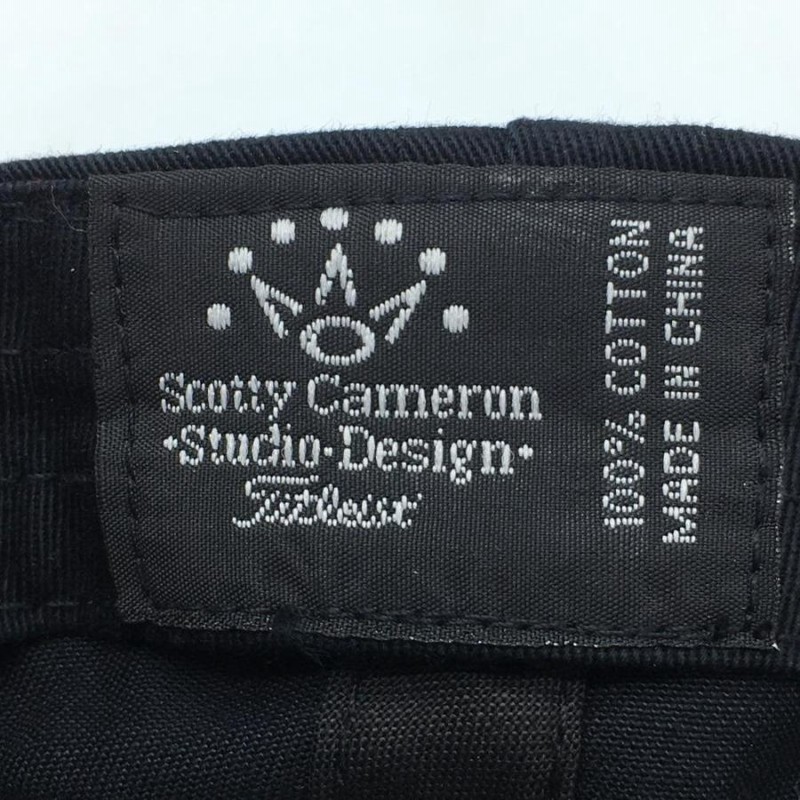 Scotty Cameron
·Studio·Design·
Titleist
100% COTTON
MADE IN CHINA